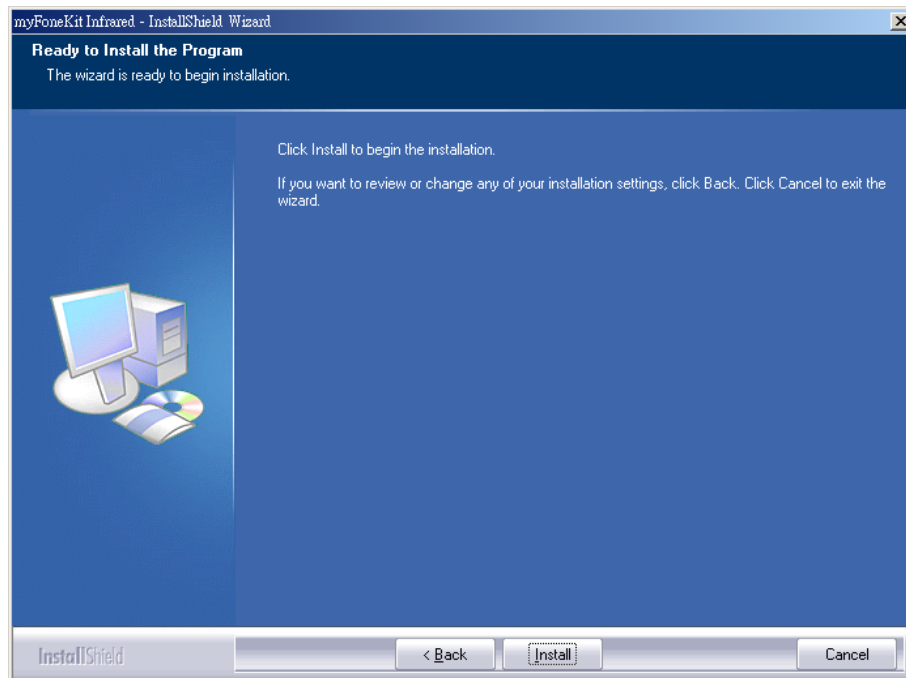 myFoneKit Infrared - InstallShield Wizard
Ready to Install the Program
The wizard is ready to begin installation.
Click Install to begin the installation.
If you want to review or change any of your installation settings, click Back. Click Cancel to exit the
wizard.
InstallShield
< Back
Install
Cancel